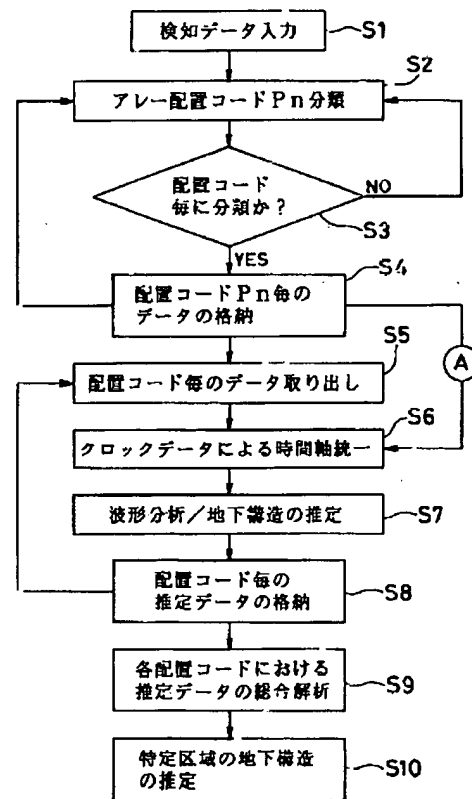 検知データ入力
S1
S2
アレー配置コードPn分類
配置コード
毎に分類か？
NO
S3
YES
S4
配置コードPn毎の
データの格納
A
S5
配置コード毎のデータ取り出し
S6
クロックデータによる時間軸統一
波形分析／地下構造の推定
S7
配置コード毎の
推定データの格納
S8
各配置コードにおける
推定データの総合解析
S9
特定区域の地下構造
の推定
S10